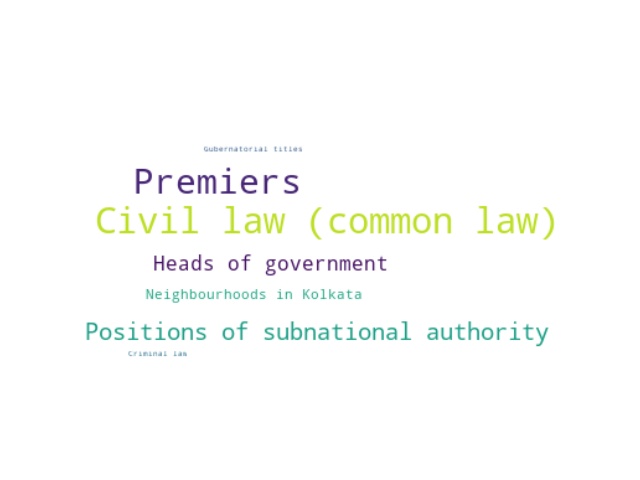 Gubernatorial titles
Premiers
Civil law (common law)
Heads of government
Neighbourhoods in Kolkata
Positions of subnational authority
Criminal law